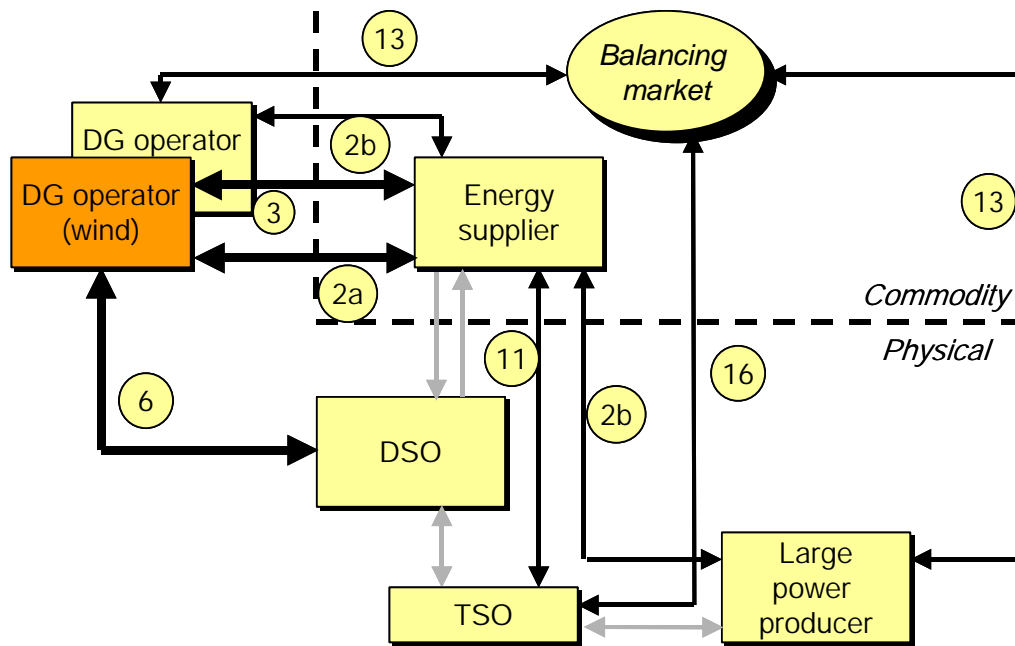 13
Balancing
market
DG operator
2b
DG operator
(wind)
Energy
supplier
3
13
2a
Commodity
Physical
11
16
6
2b
DSO
Large
power
producer
TSO